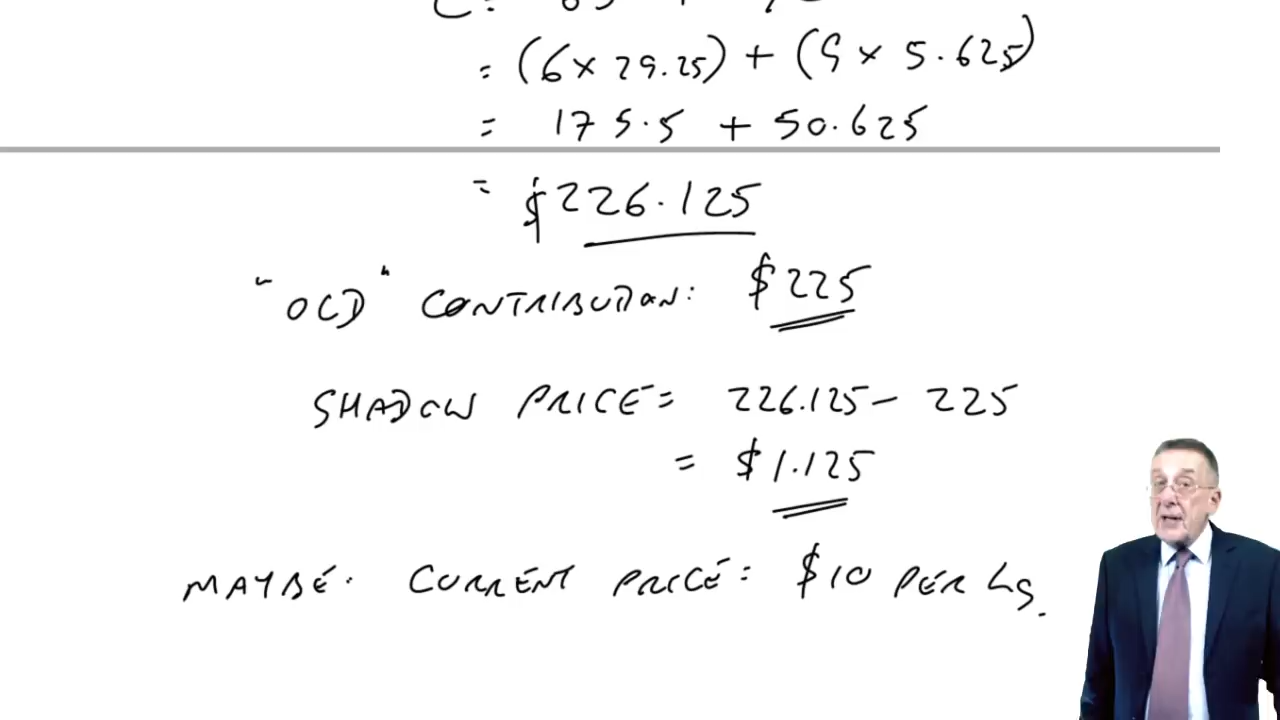 = (6 × 29.25) + (9 × 5.625)
= 175.5 + 50.625
= $226.125
"OLD" CONTRIBUTION: $225
SHADOW PRICE = 226.125 - 225
= $1.125
MAYBE: CURRENT PRICE: $10 PER kg.